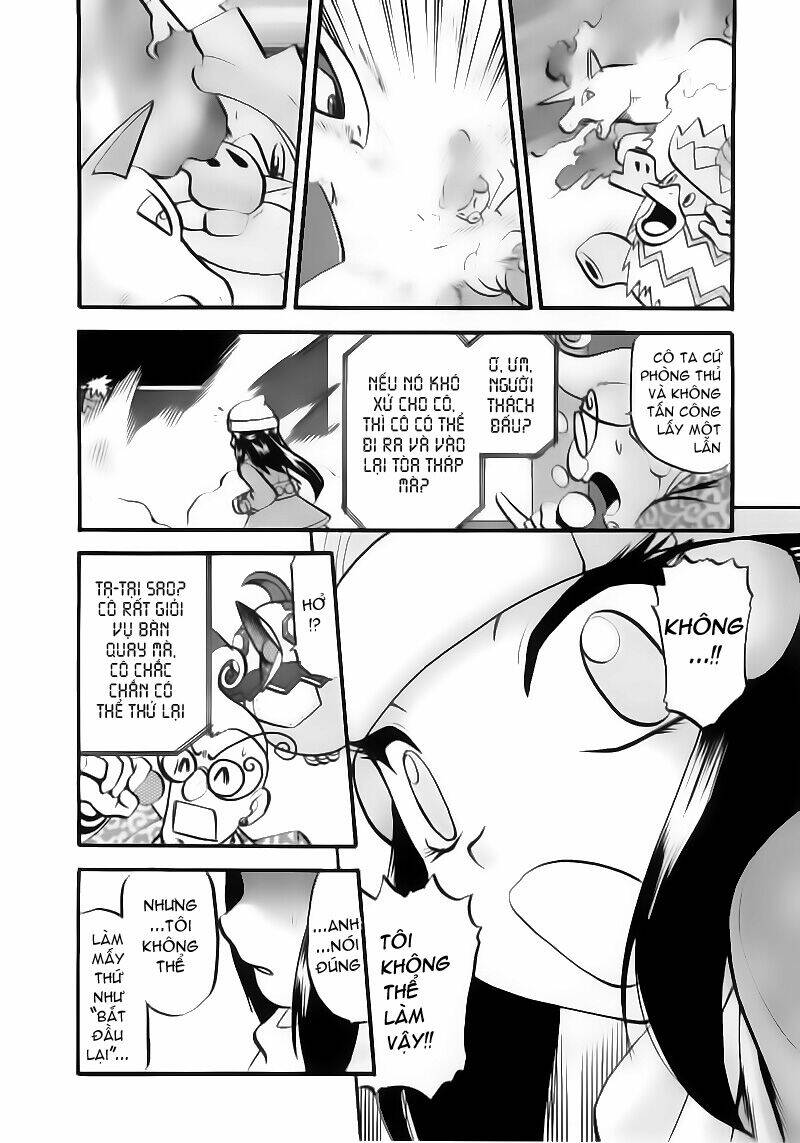 CÔ TA CỨ
PHÒNG THỦ
VÀ KHÔNG
TẤN CÔNG
LẤY MỘT
LẦN
Ơ, UM,
NGƯỜI
THÁCH
ĐẤU?
NẾU NÓ KHÓ
XỬ CHO CÔ,
THÌ CÔ CÓ THỂ
ĐI RA VÀ VÀO
LẠI TÒA THÁP
MÀ?
KHÔNG
...!!
HỞ
!?
TẠ-TẠI SAO?
CÔ RẤT GIỎI
VỤ BÀN
QUAY MÀ,
CÔ CHẮC
CHẮN CÓ
THỂ THỨ LẠI
TÔI
KHÔNG
THỂ
LÀM
VẬY!!
...ANH
...NÓI
ĐÚNG
NHƯNG
...TÔI
KHÔNG
THỂ
LÀM
MẤY THỨ
NHƯ
"BẮT
ĐẦU
LẠI"...